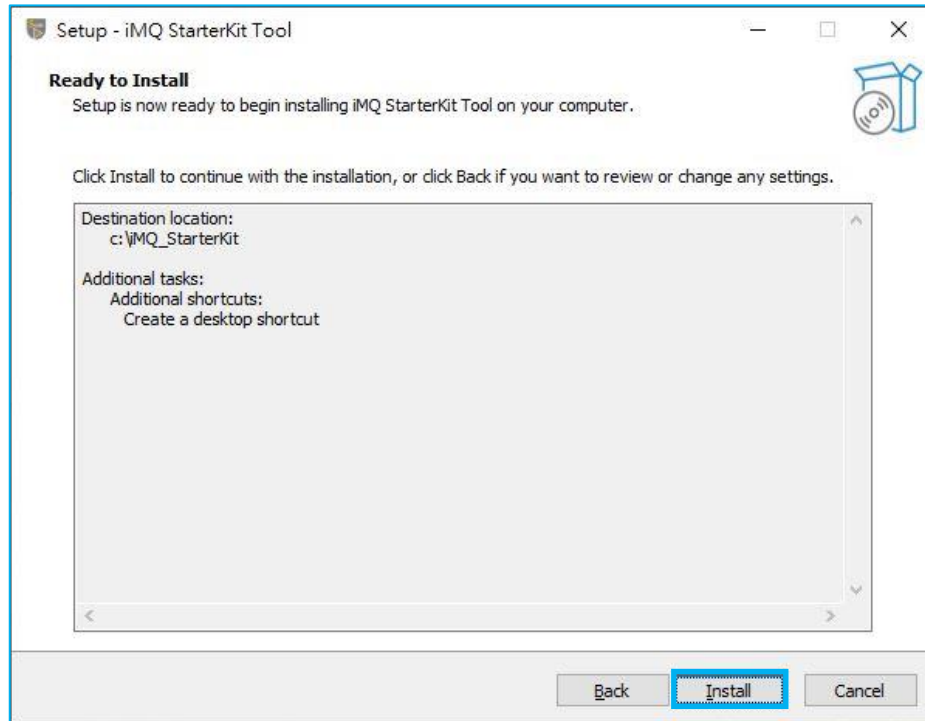 Setup - iMQ StarterKit Tool
Ready to Install
Setup is now ready to begin installing iMQ StarterKit Tool on your computer.
Click Install to continue with the installation, or click Back if you want to review or change any settings.
Destination location:
c:\iMQ_StarterKit
Additional tasks:
Additional shortcuts:
Create a desktop shortcut
Back Install Cancel